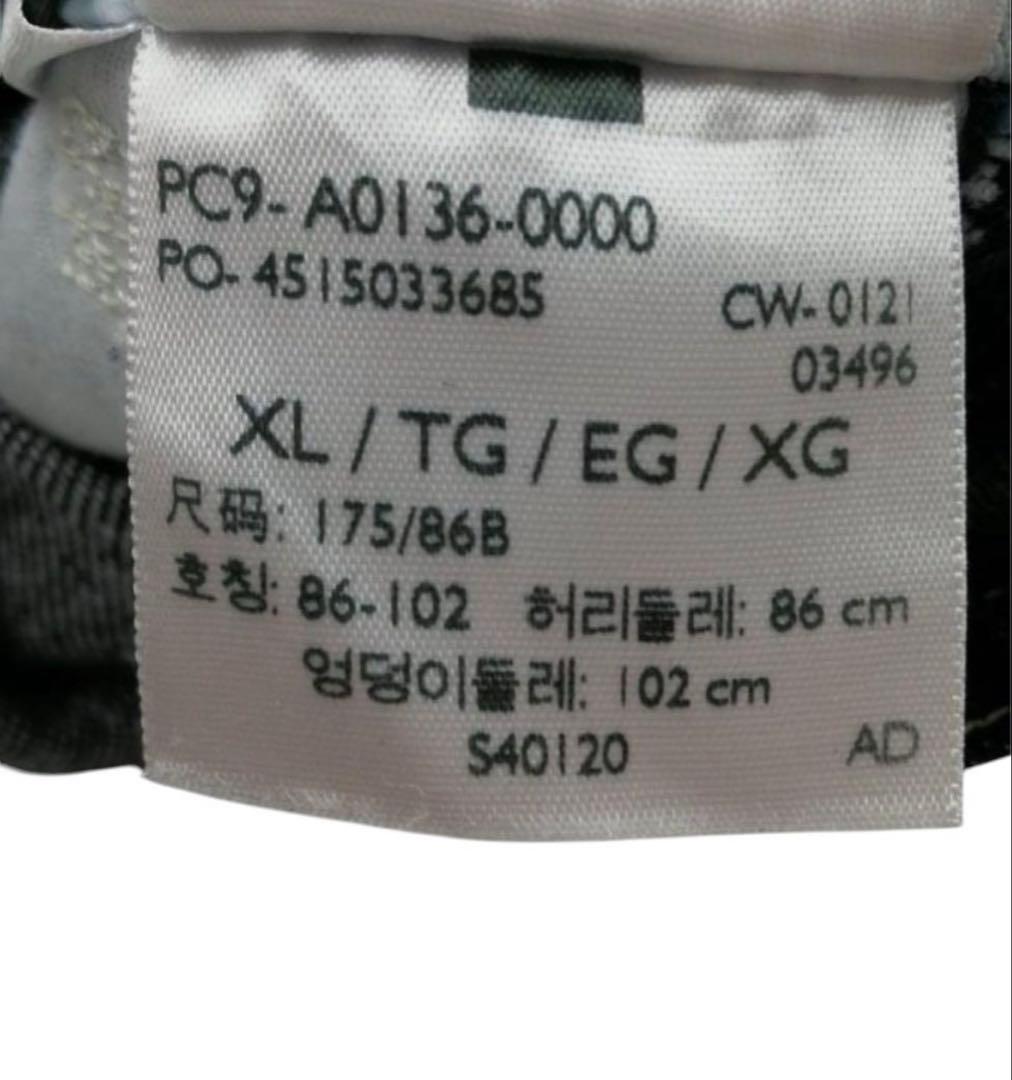 PC9- A0136-0000
PO- 4515033685
CW- 0121
03496
XL / TG / EG / XG
尺码: 175/86B
호칭: 86-102 허리둘레: 86 cm
엉덩이둘레: 102 cm
S40120
AD